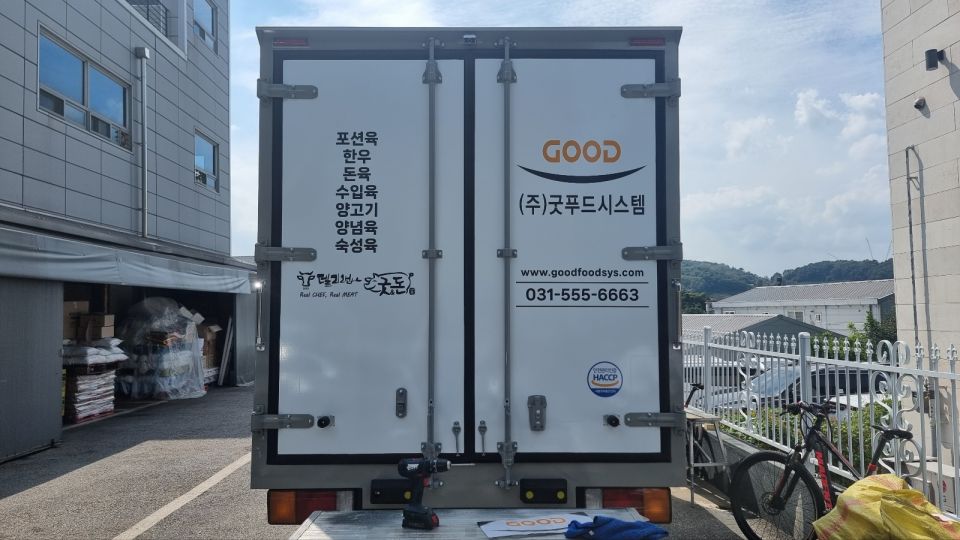 포션육
한우
돈육
수입육
양고기
양념육
숙성육
Real CHEF, Real MEAT
굿돈
GOOD
(주)굿푸드시스템
www.goodfoodsys.com
031-555-6663
HACCP
GOOD